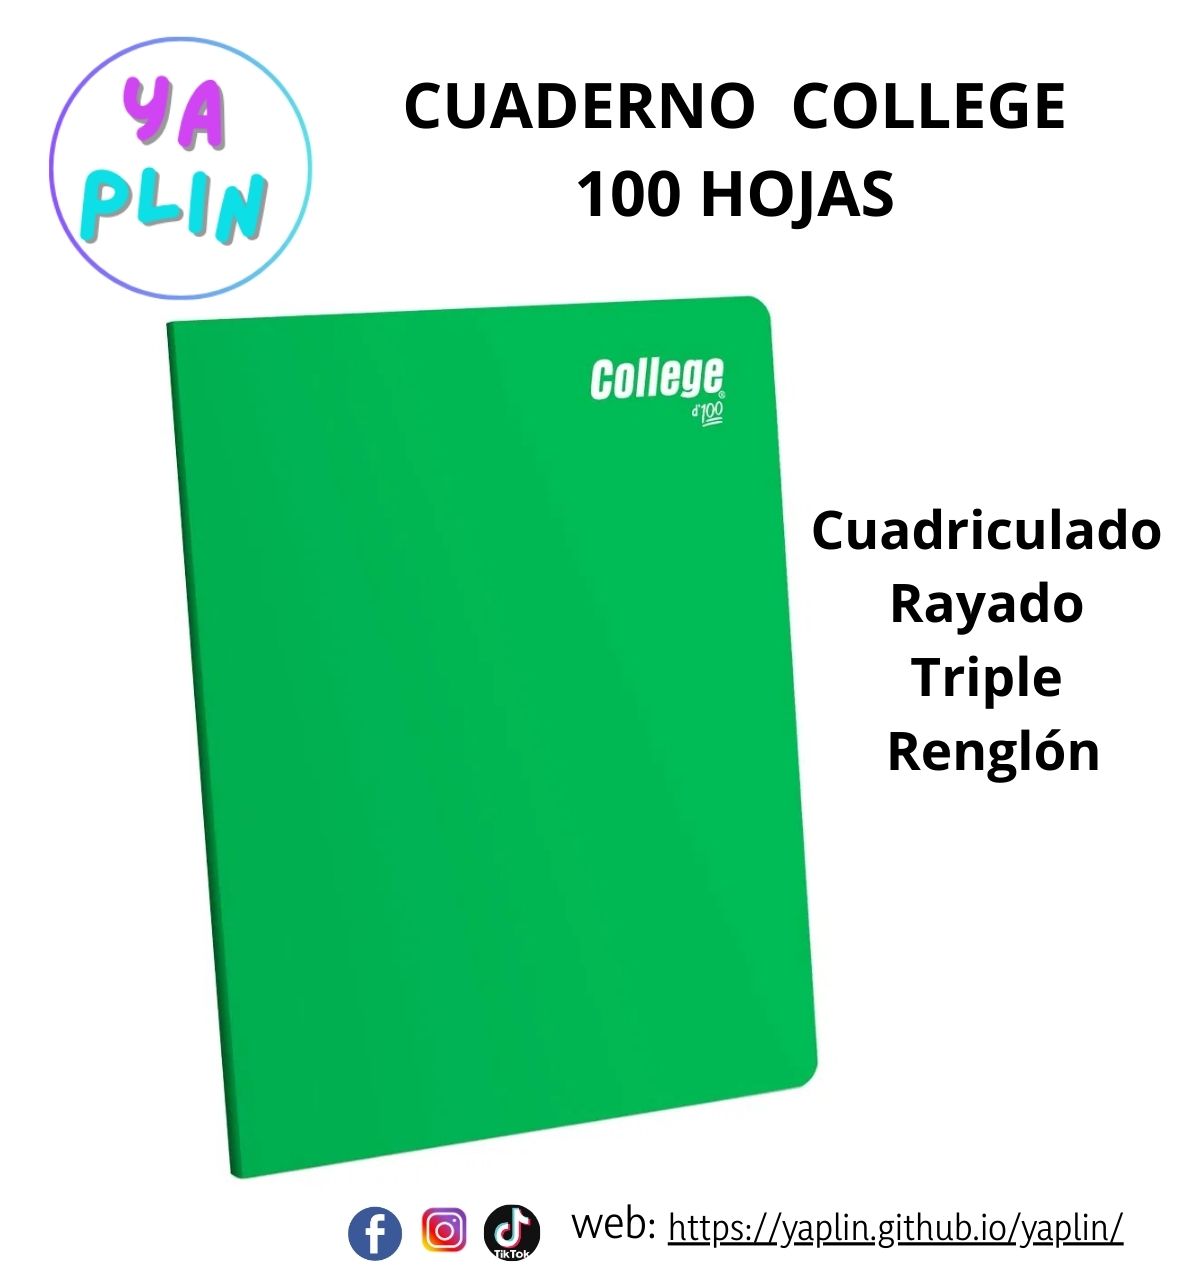 YA
PLIN
CUADERNO COLLEGE
100 HOJAS
College®
d'100
Cuadriculado
Rayado
Triple
Renglón
TikTok
web: https://yaplin.github.io/yaplin/